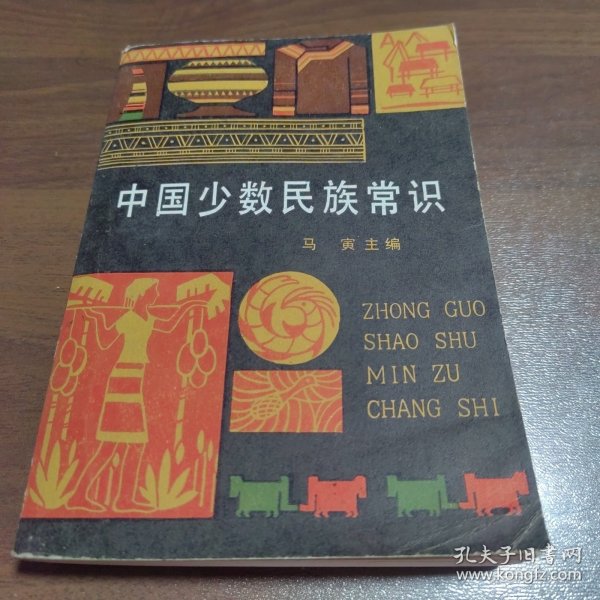 中国少数民族常识
马寅主编
ZHONG GUO
SHAO SHU
MIN ZU
CHANG SHI
孔夫子旧书网
www.kongfz.com